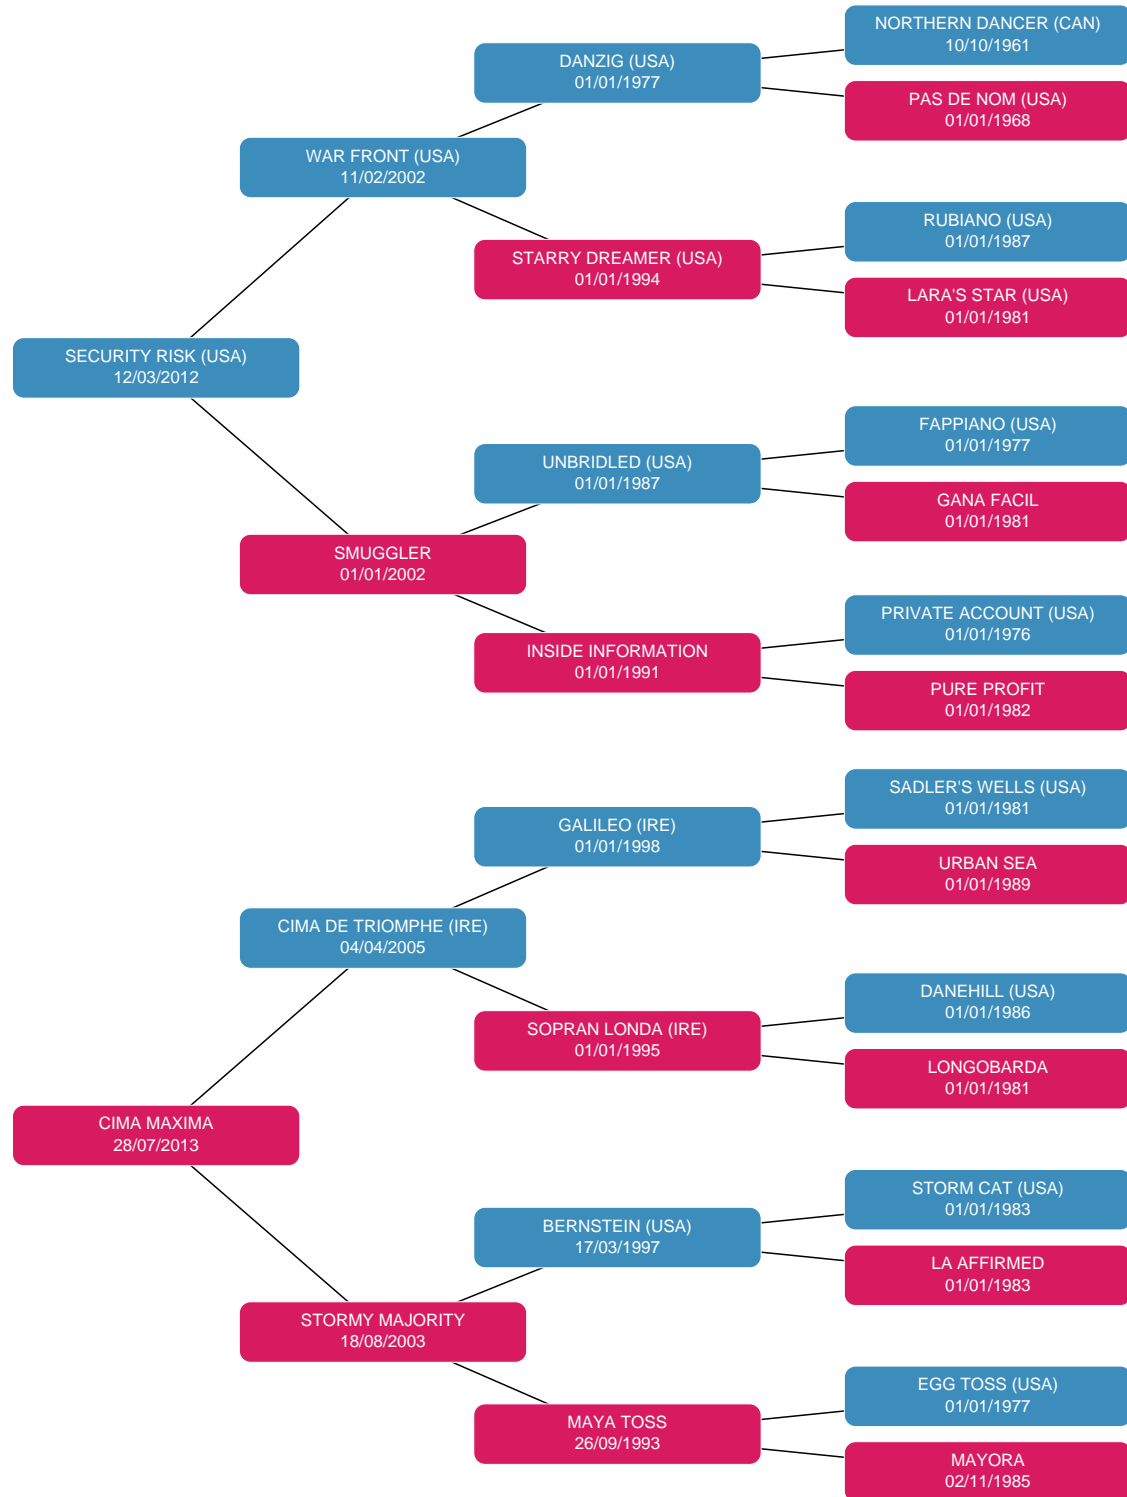 NORTHERN DANCER (CAN)
10/10/1961
DANZIG (USA)
01/01/1977
PAS DE NOM (USA)
01/01/1968
WAR FRONT (USA)
11/02/2002
RUBIANO (USA)
01/01/1987
STARRY DREAMER (USA)
01/01/1994
LARA'S STAR (USA)
01/01/1981
SECURITY RISK (USA)
12/03/2012
FAPPIANO (USA)
01/01/1977
UNBRIDLED (USA)
01/01/1987
GANA FACIL
01/01/1981
SMUGGLER
01/01/2002
PRIVATE ACCOUNT (USA)
01/01/1976
INSIDE INFORMATION
01/01/1991
PURE PROFIT
01/01/1982
SADLER'S WELLS (USA)
01/01/1981
GALILEO (IRE)
01/01/1998
URBAN SEA
01/01/1989
CIMA DE TRIOMPHE (IRE)
04/04/2005
DANEHILL (USA)
01/01/1986
SOPRAN LONDA (IRE)
01/01/1995
LONGOBARDA
01/01/1981
CIMA MAXIMA
28/07/2013
STORM CAT (USA)
01/01/1983
BERNSTEIN (USA)
17/03/1997
LA AFFIRMED
01/01/1983
STORMY MAJORITY
18/08/2003
EGG TOSS (USA)
01/01/1977
MAYA TOSS
26/09/1993
MAYORA
02/11/1985